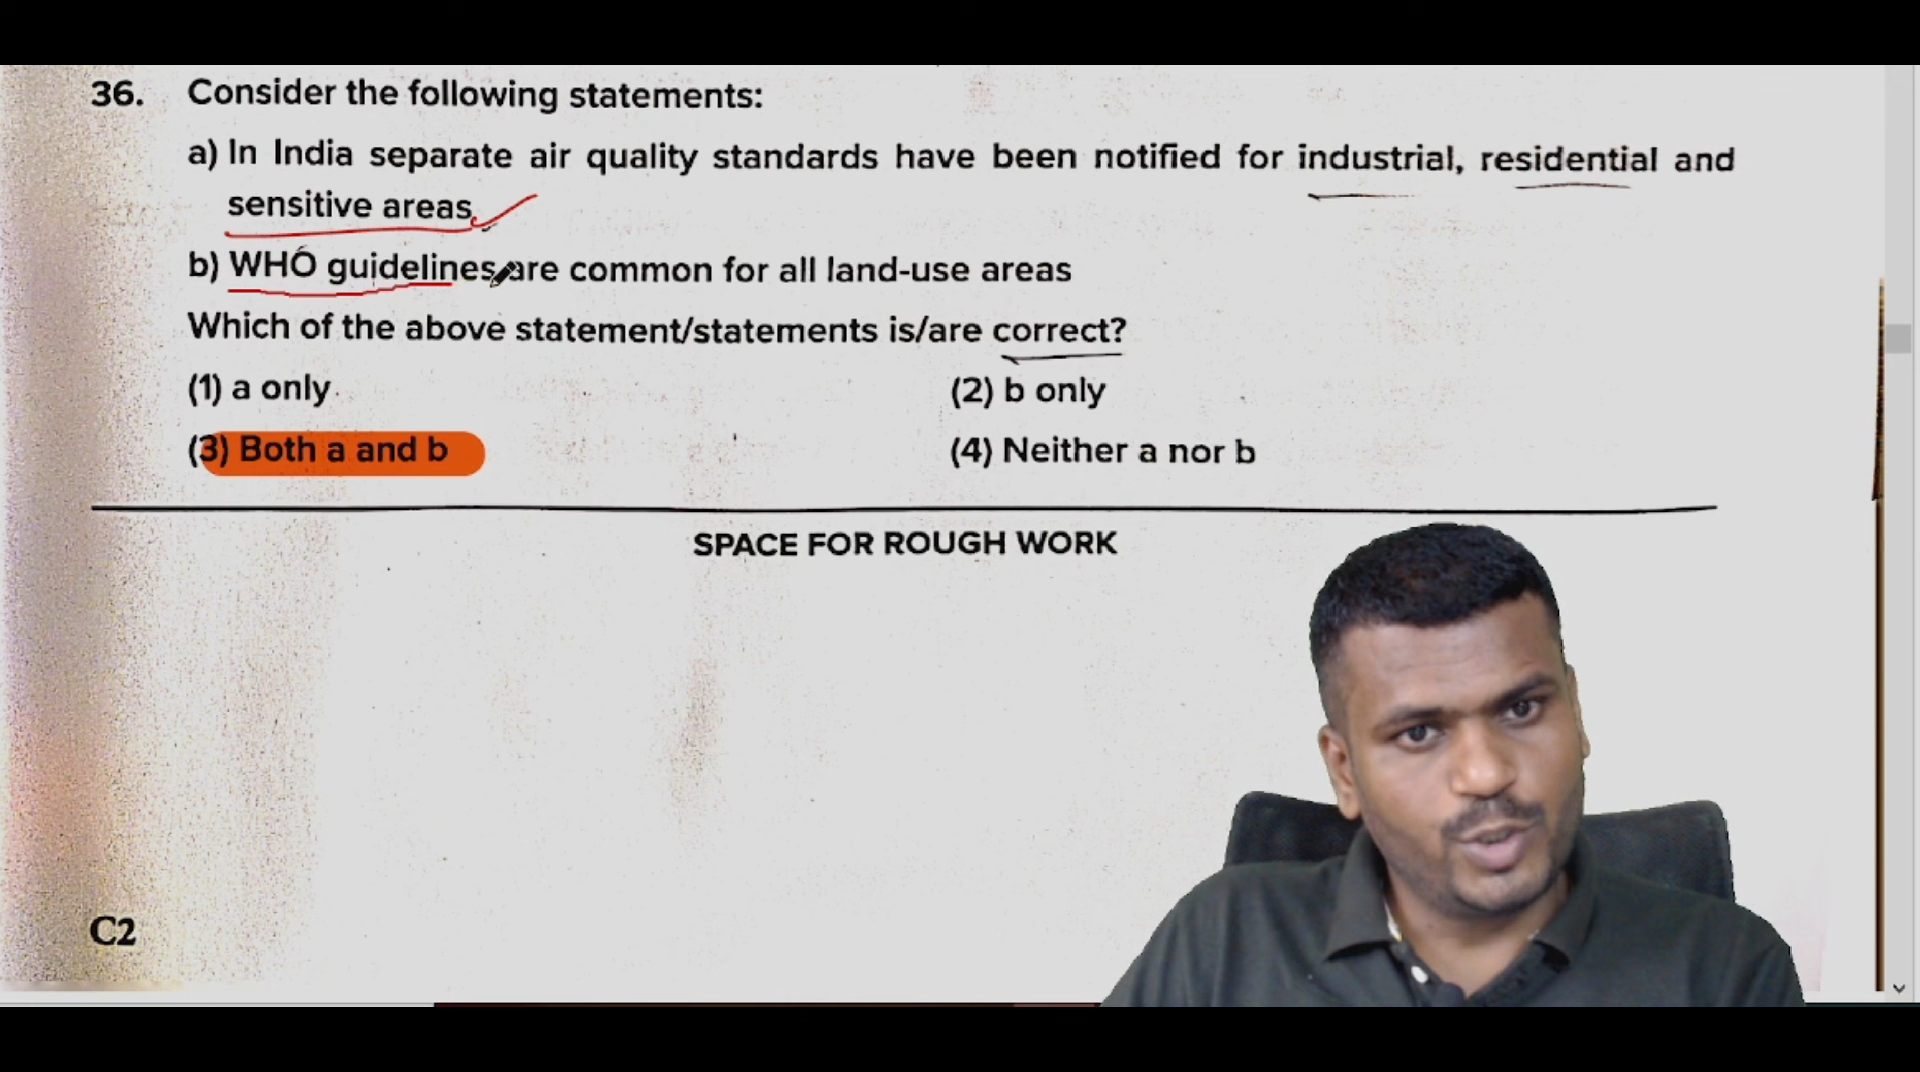 36. Consider the following statements:
a) In India separate air quality standards have been notified for industrial, residential and
sensitive areas
b) WHO guidelines are common for all land-use areas
Which of the above statement/statements is/are correct?
(1) a only
(2) b only
(3) Both a and b
(4) Neither a nor b
SPACE FOR ROUGH WORK
C2